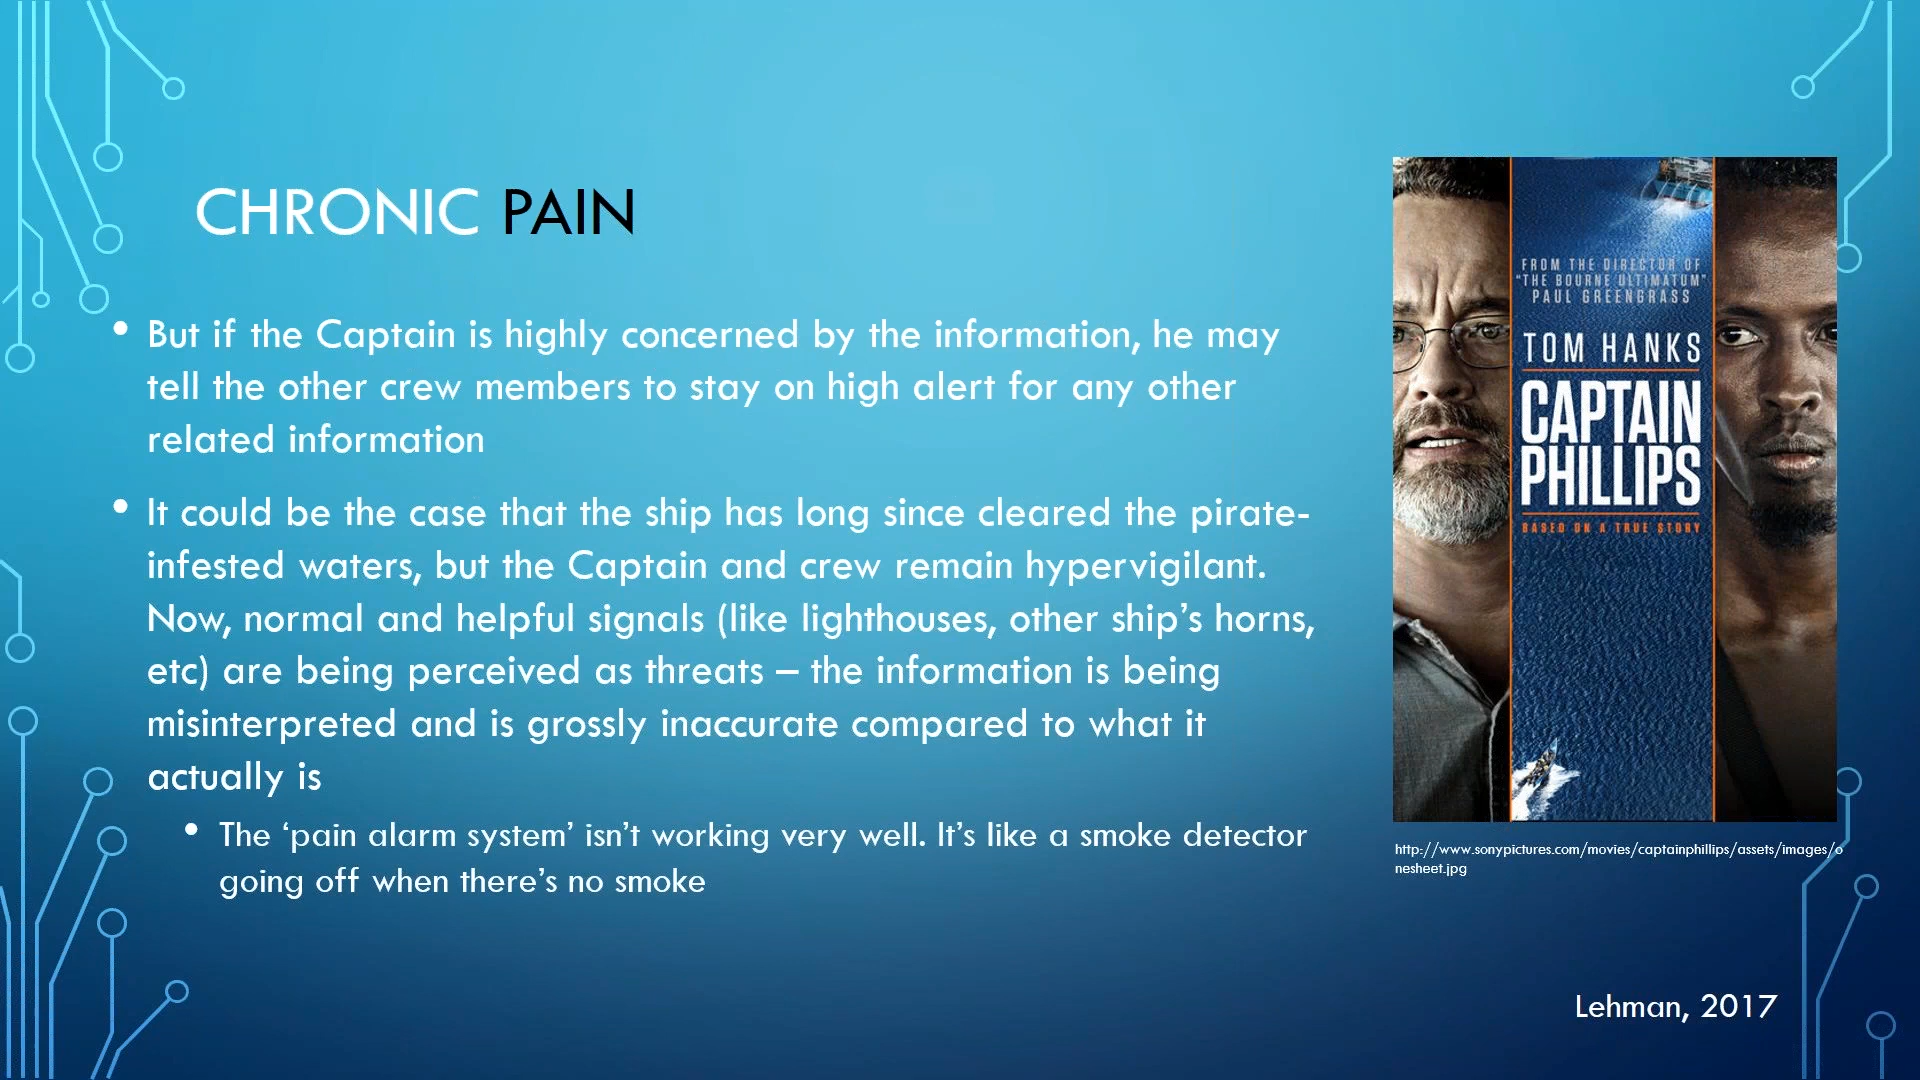 CHRONIC PAIN
• But if the Captain is highly concerned by the information, he may
tell the other crew members to stay on high alert for any other
related information
• It could be the case that the ship has long since cleared the pirate-
infested waters, but the Captain and crew remain hypervigilant.
Now, normal and helpful signals (like lighthouses, other ship’s horns,
etc) are being perceived as threats – the information is being
misinterpreted and is grossly inaccurate compared to what it
actually is
• The ‘pain alarm system’ isn’t working very well. It’s like a smoke detector
going off when there’s no smoke
FROM THE DIRECTOR OF
"THE BOURNE ULTIMATUM"
PAUL GREENGRASS
TOM HANKS
CAPTAIN
PHILLIPS
BASED ON A TRUE STORY
http://www.sonypictures.com/movies/captainphillips/assets/images/o
nesheet.jpg
Lehman, 2017